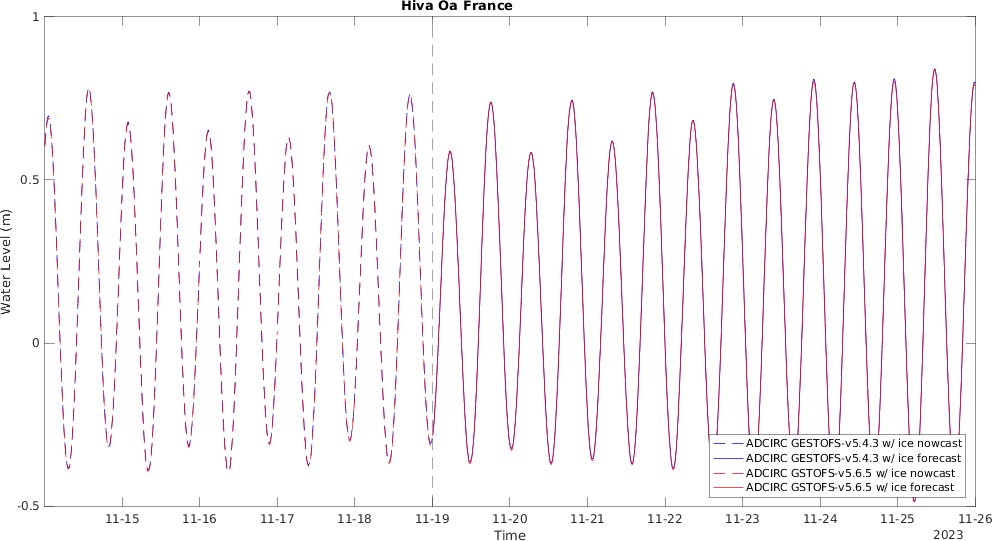 Hiva Oa France
1
0.5
0
-0.5
Water Level (m)
ADCIRC GESTOFS-v5.4.3 w/ ice nowcast
ADCIRC GESTOFS-v5.4.3 w/ ice forecast
ADCIRC GSTOFS-v5.6.5 w/ ice nowcast
ADCIRC GSTOFS-v5.6.5 w/ ice forecast
11-15 11-16 11-17 11-18 11-19 11-20 11-21 11-22 11-23 11-24 11-25 11-26
Time
2023